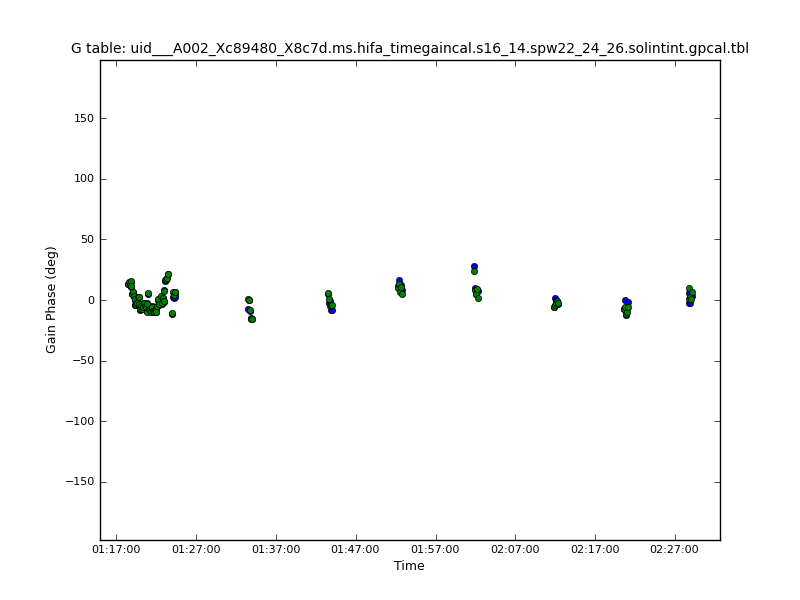 G table: uid___A002_Xc89480_X8c7d.ms.hifa_timegaincal.s16_14.spw22_24_26.solintint.gpcal.tbl
150
100
50
0
−50
−100
−150
Gain Phase (deg)
01:17:00 01:27:00 01:37:00 01:47:00 01:57:00 02:07:00 02:17:00 02:27:00
Time